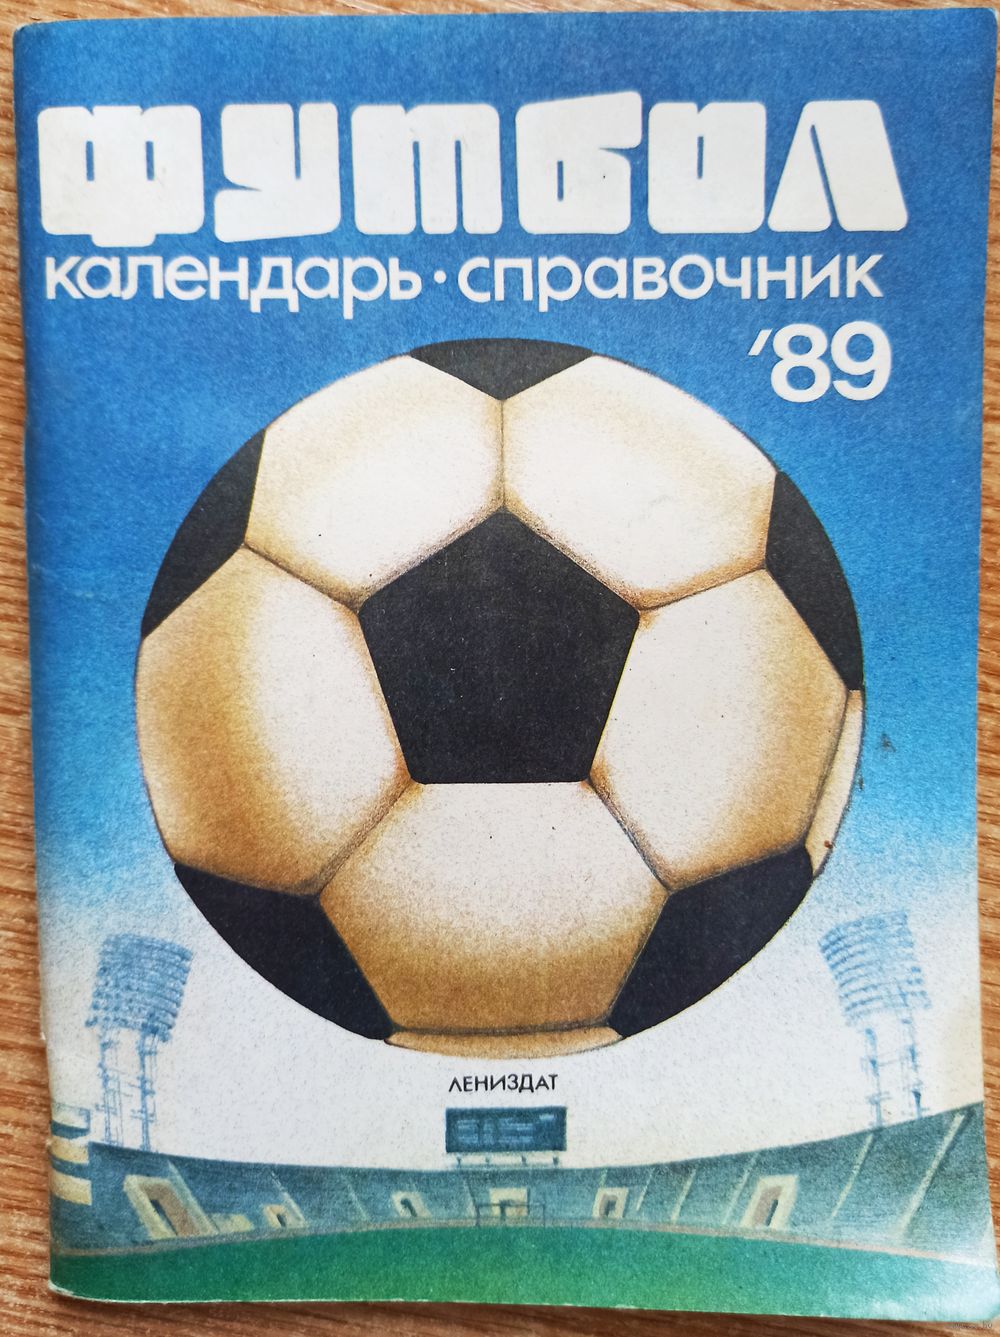 ФУТБОЛ
календарь·справочник
'89
ЛЕНИЗДАТ